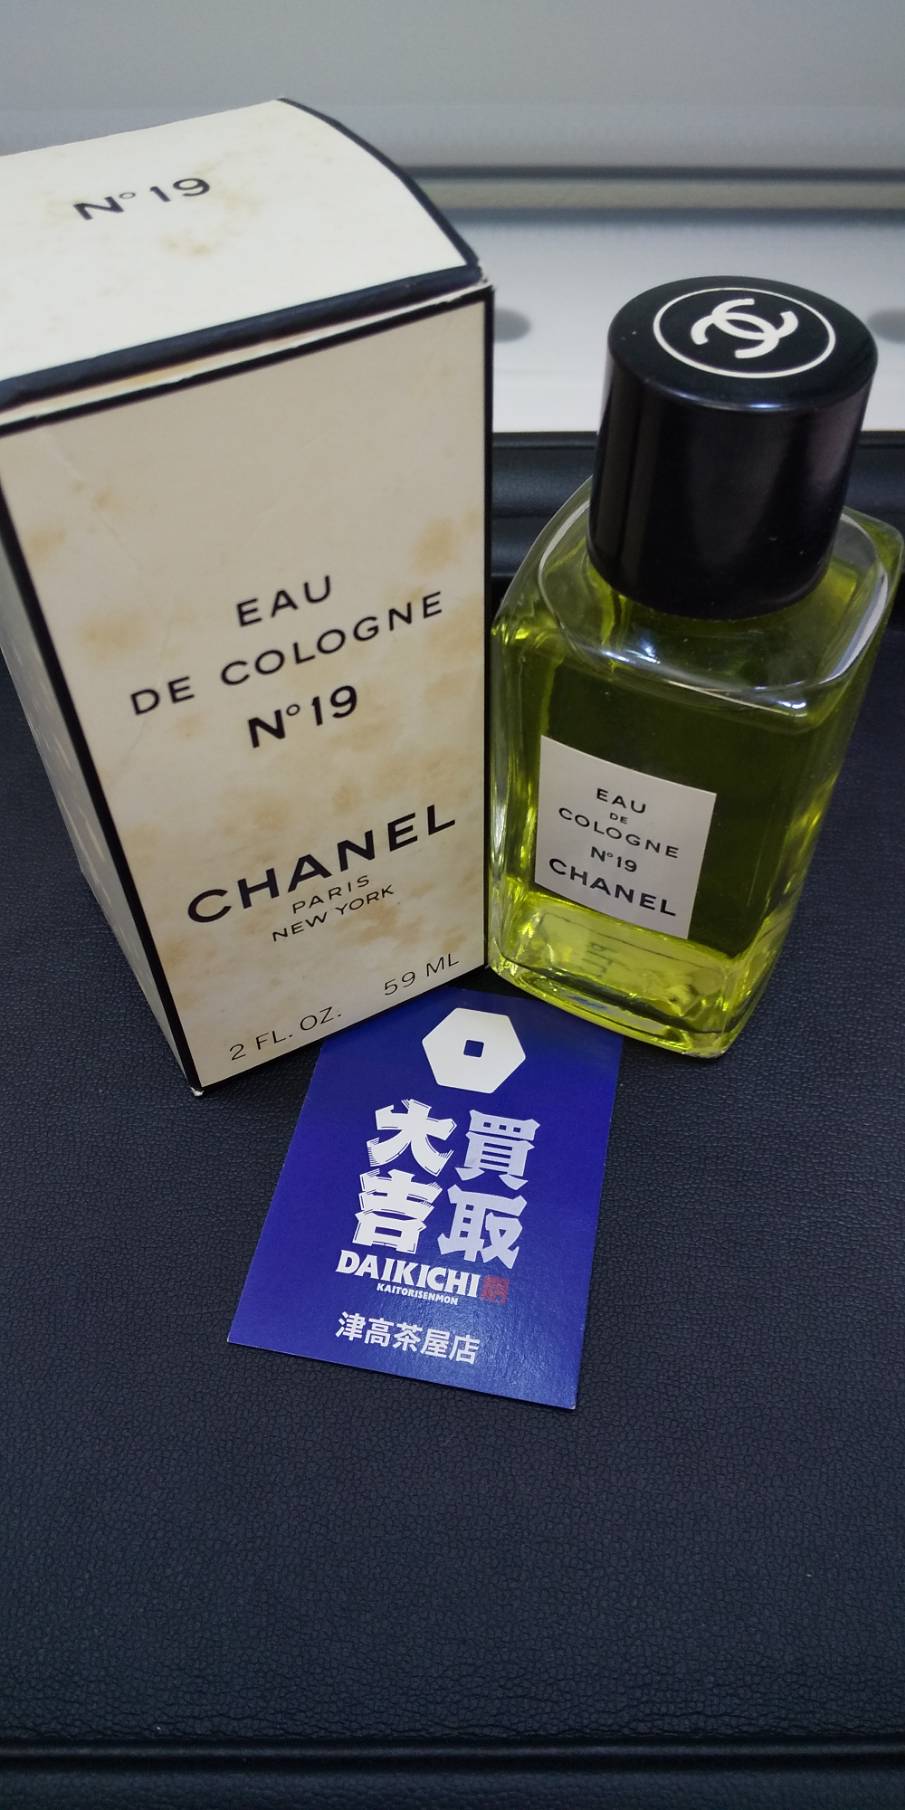 N°19
EAU
DE COLOGNE
N°19
CHANEL
PARIS
NEW YORK
2 FL. OZ. 59 ML
EAU
DE
COLOGNE
N°19
CHANEL
買取
大吉
DAIKICHI
KAITORISENMON
津高茶屋店